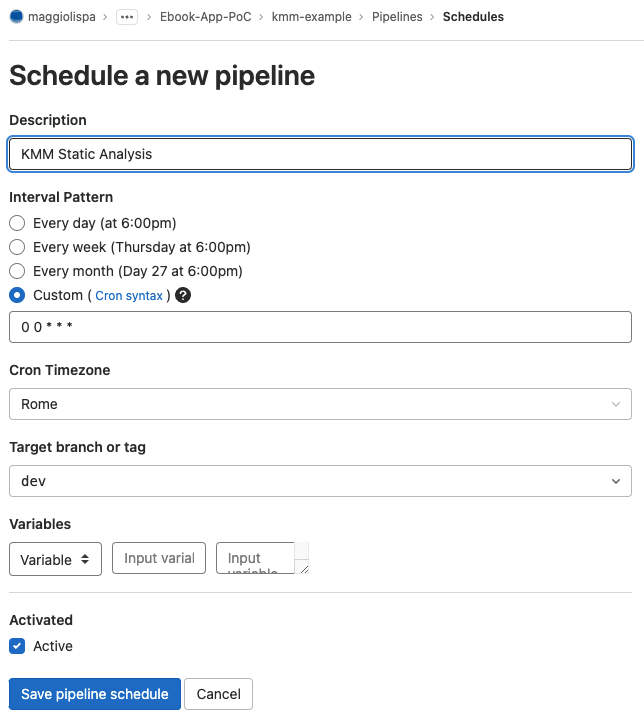 maggiolispa > ••• > Ebook-App-PoC > kmm-example > Pipelines > Schedules
Schedule a new pipeline
Description
KMM Static Analysis
Interval Pattern
Every day (at 6:00pm)
Every week (Thursday at 6:00pm)
Every month (Day 27 at 6:00pm)
Custom ( Cron syntax ) ?
0 0 * * *
Cron Timezone
Rome
Target branch or tag
dev
Variables
Variable Input varial Input
variable
Activated
Active
Save pipeline schedule Cancel